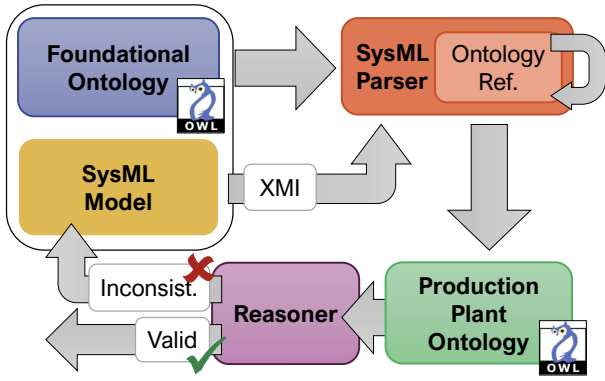 Foundational
Ontology
OWL
SysML
Parser
Ontology
Ref.
SysML
Model
XMI
Inconsist.
Valid
Reasoner
Production
Plant
Ontology
OWL